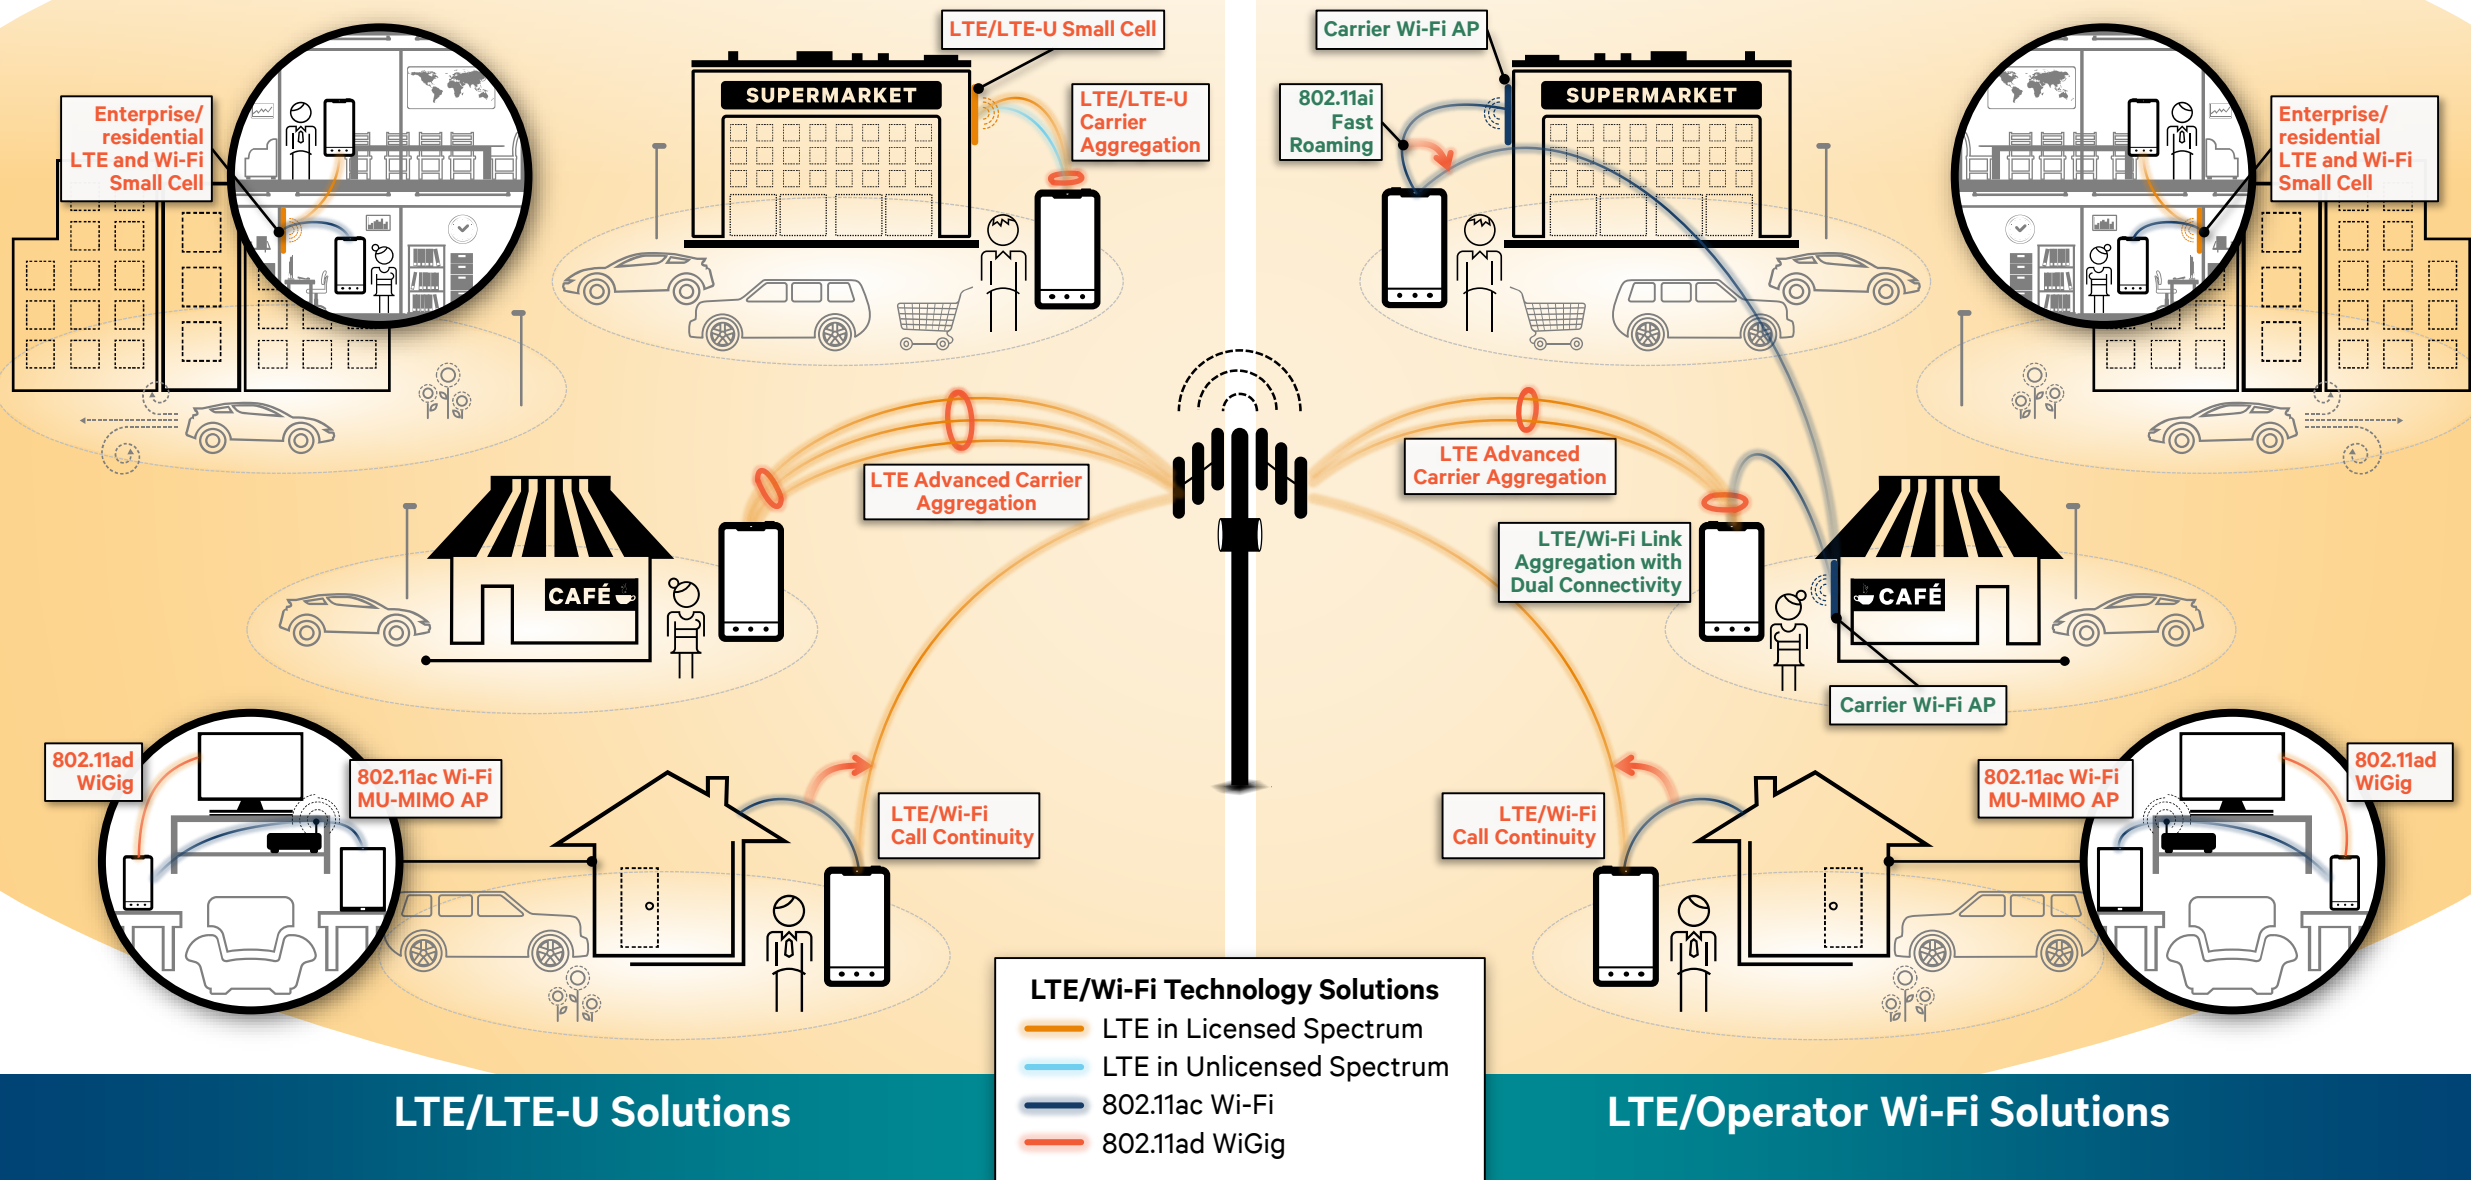 LTE/LTE-U Small Cell
SUPERMARKET
LTE/LTE-U
Carrier
Aggregation
Enterprise/
residential
LTE and Wi-Fi
Small Cell
LTE Advanced Carrier
Aggregation
CAFÉ
802.11ad
WiGig
802.11ac Wi-Fi
MU-MIMO AP
LTE/Wi-Fi
Call Continuity
Carrier Wi-Fi AP
802.11ai
Fast
Roaming
SUPERMARKET
Enterprise/
residential
LTE and Wi-Fi
Small Cell
LTE Advanced
Carrier Aggregation
LTE/Wi-Fi Link
Aggregation with
Dual Connectivity
CAFÉ
Carrier Wi-Fi AP
LTE/Wi-Fi
Call Continuity
802.11ac Wi-Fi
MU-MIMO AP
802.11ad
WiGig
LTE/Wi-Fi Technology Solutions
LTE in Licensed Spectrum
LTE in Unlicensed Spectrum
802.11ac Wi-Fi
802.11ad WiGig
LTE/LTE-U Solutions
LTE/Operator Wi-Fi Solutions